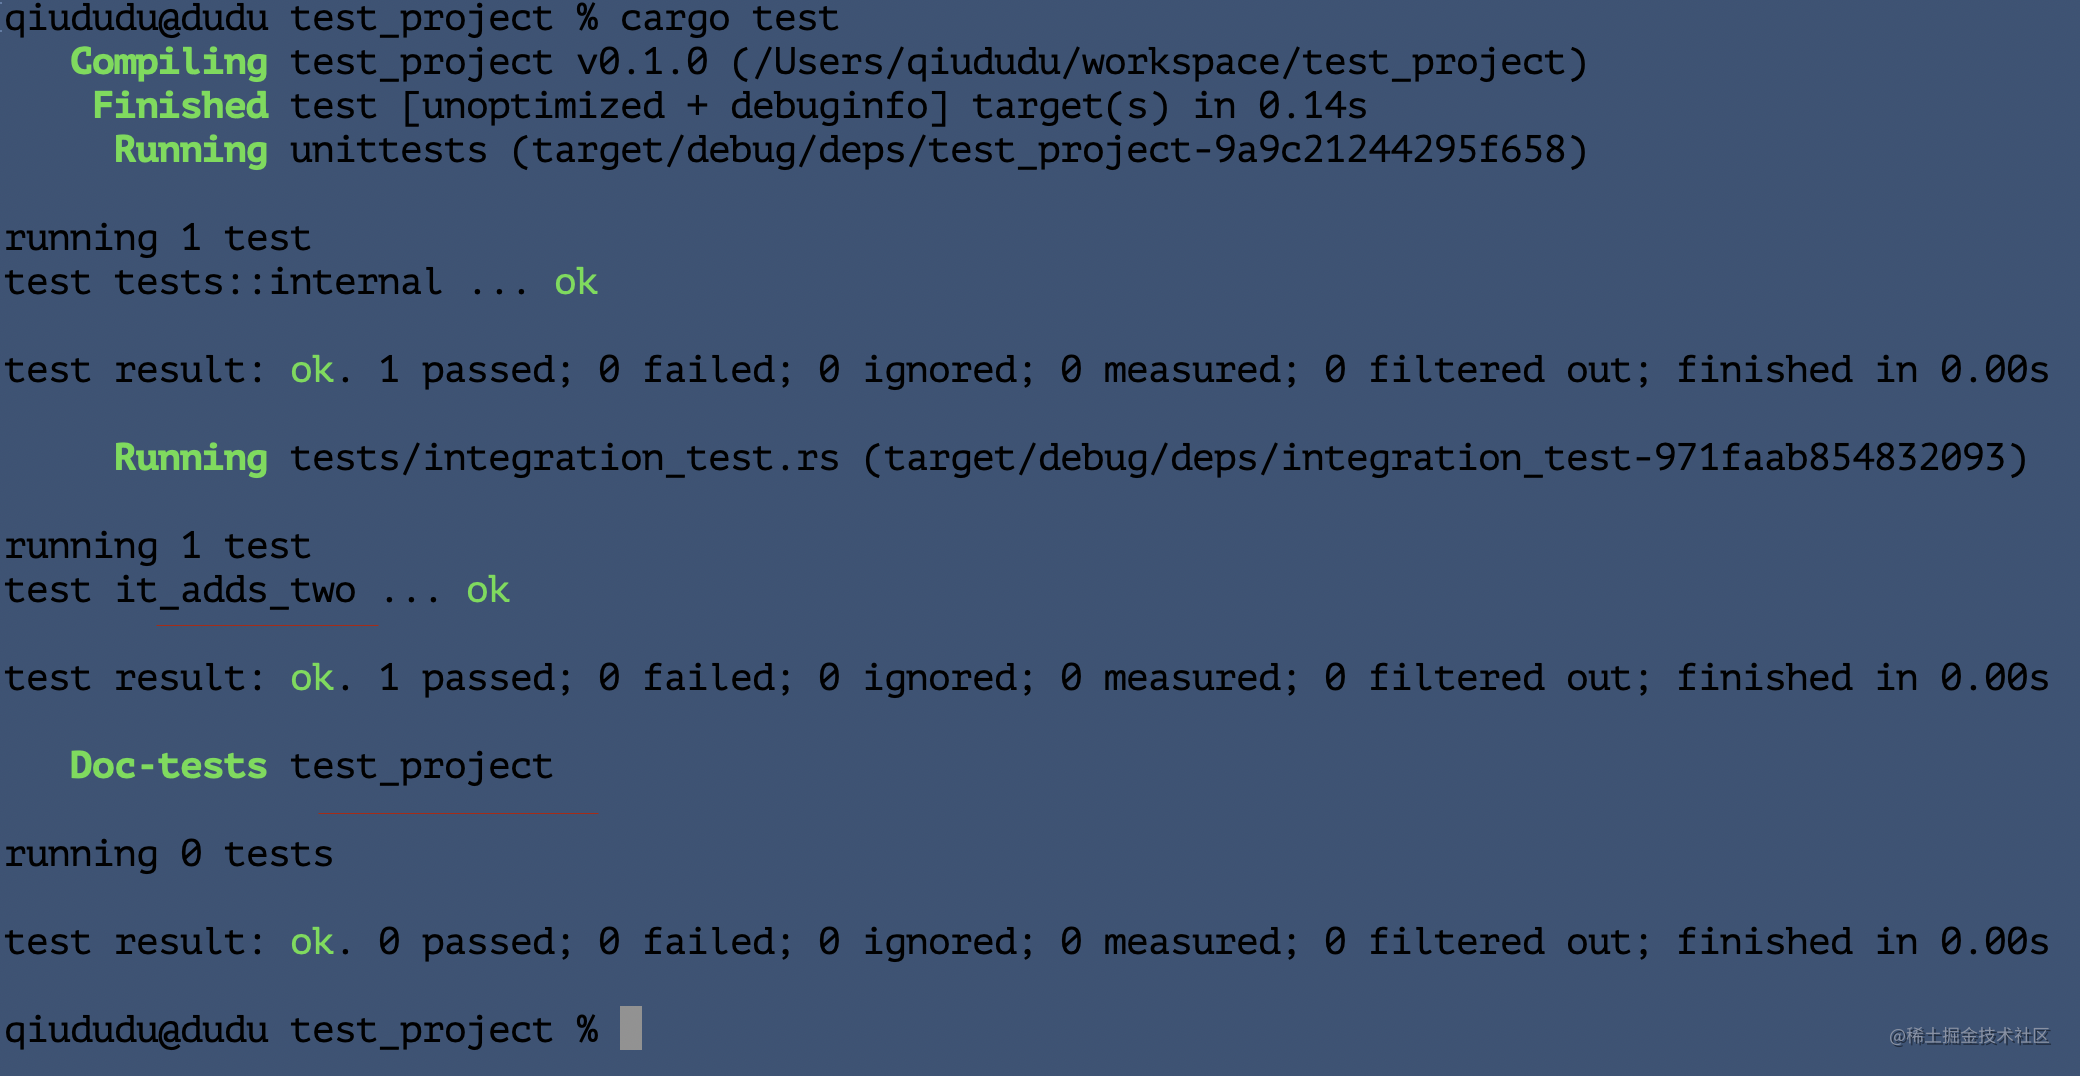 qiududu@dudu test_project % cargo test
Compiling test_project v0.1.0 (/Users/qiududu/workspace/test_project)
Finished test [unoptimized + debuginfo] target(s) in 0.14s
Running unittests (target/debug/deps/test_project-9a9c21244295f658)
running 1 test
test tests::internal ... ok
test result: ok. 1 passed; 0 failed; 0 ignored; 0 measured; 0 filtered out; finished in 0.00s
Running tests/integration_test.rs (target/debug/deps/integration_test-971faab854832093)
running 1 test
test it_adds_two ... ok
test result: ok. 1 passed; 0 failed; 0 ignored; 0 measured; 0 filtered out; finished in 0.00s
Doc-tests test_project
running 0 tests
test result: ok. 0 passed; 0 failed; 0 ignored; 0 measured; 0 filtered out; finished in 0.00s
qiududu@dudu test_project %
@稀土掘金技术社区